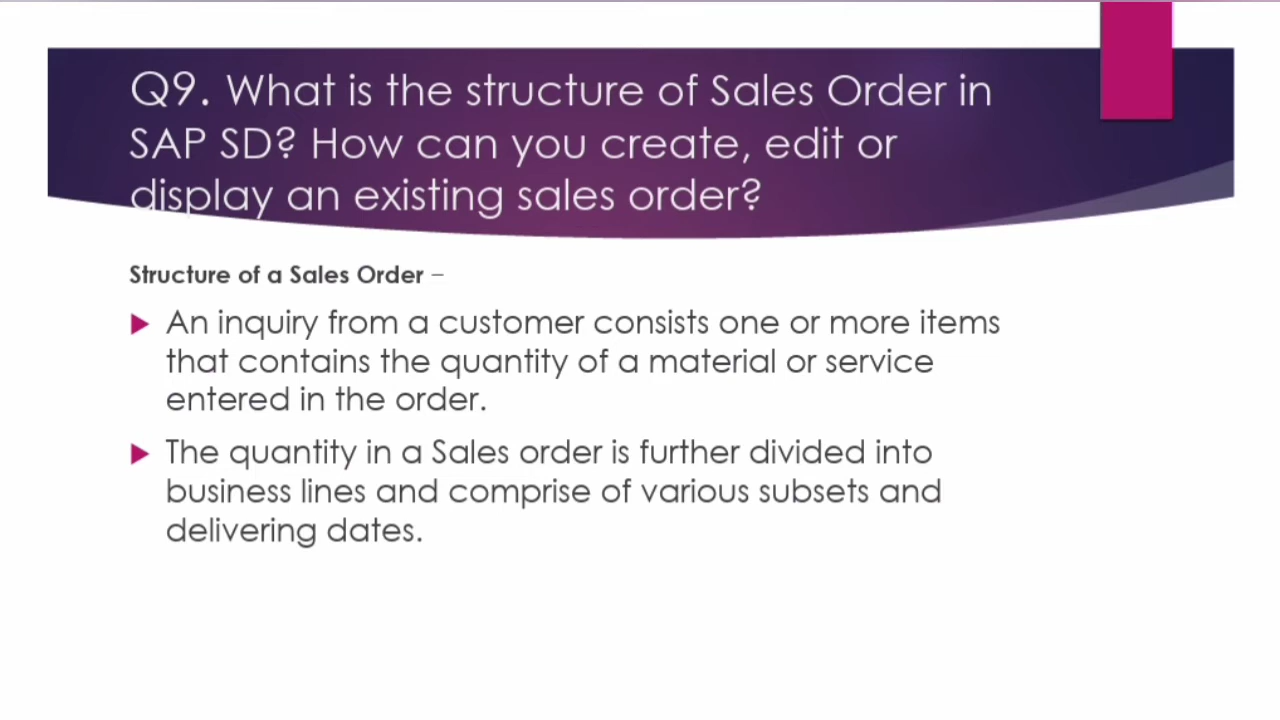 Q9. What is the structure of Sales Order in
SAP SD? How can you create, edit or
display an existing sales order?
Structure of a Sales Order –
An inquiry from a customer consists one or more items
that contains the quantity of a material or service
entered in the order.
The quantity in a Sales order is further divided into
business lines and comprise of various subsets and
delivering dates.